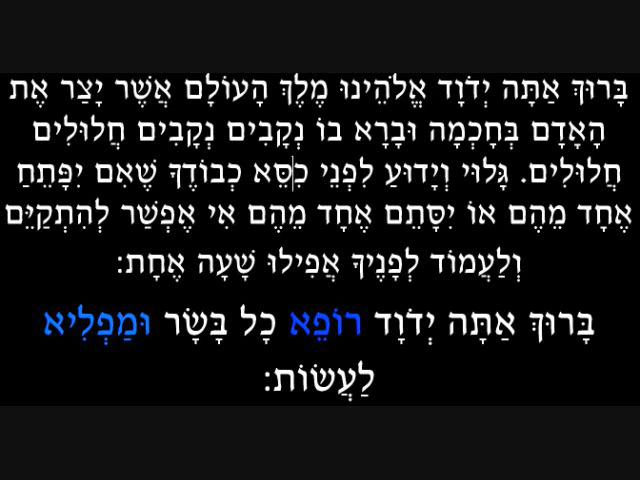 בָּרוּךְ אַתָּה יְדֹוָד אֱלֹהֵינוּ מֶלֶךְ הָעוֹלָם אֲשֶׁר יָצַר אֶת
הָאָדָם בְּחָכְמָה וּבָרָא בוֹ נְקָבִים נְקָבִים חֲלוּלִים
חֲלוּלִים. גָּלוּי וְיָדוּעַ לִפְנֵי כִסֵּא כְבוֹדֶךָ שֶׁאִם יִפָּתֵחַ
אֶחָד מֵהֶם אוֹ יִסָּתֵם אֶחָד מֵהֶם אִי אֶפְשַׁר לְהִתְקַיֵּם
וְלַעֲמוֹד לְפָנֶיךָ אֲפִילוּ שָׁעָה אֶחָת:
בָּרוּךְ אַתָּה יְדֹוָד רוֹפֵא כָל בָּשָׂר וּמַפְלִיא
לַעֲשׂוֹת: